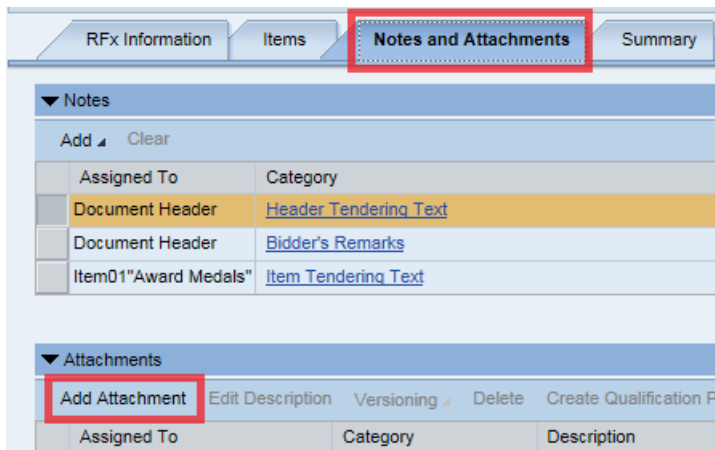 RFx Information Items Notes and Attachments Summary
Notes
Add Clear
Assigned To Category
Document Header Header Tendering Text
Document Header Bidder's Remarks
Item01"Award Medals" Item Tendering Text
Attachments
Add Attachment Edit Description Versioning Delete Create Qualification P
Assigned To Category Description